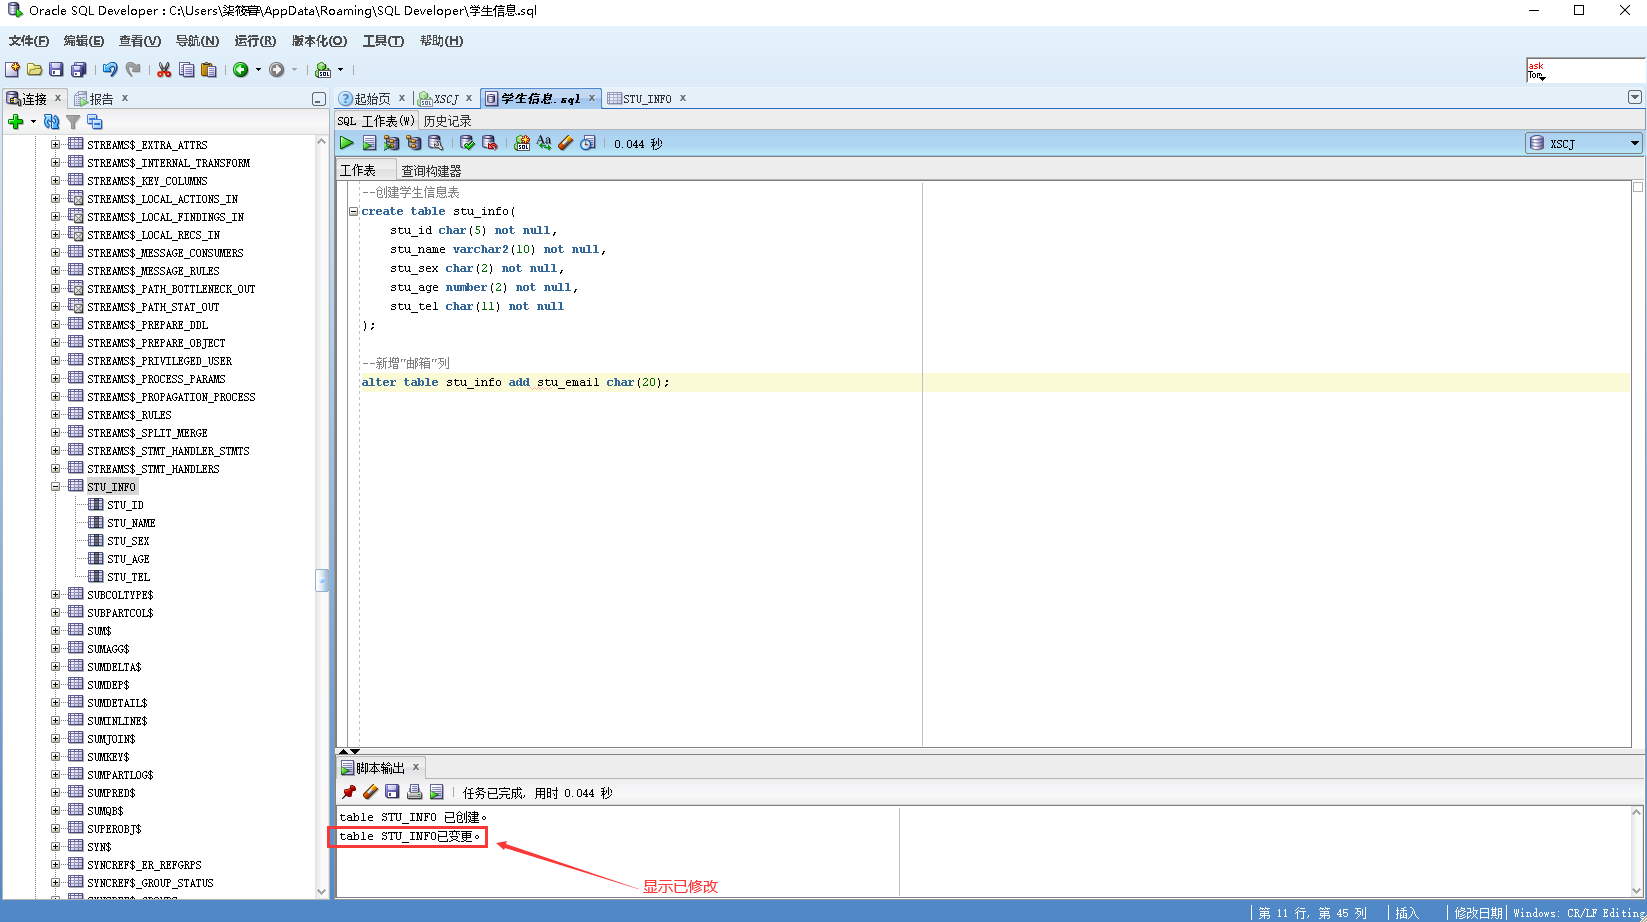 Oracle SQL Developer : C:\Users\柒筱暮\AppData\Roaming\SQL Developer\学生信息.sql
文件(F) 编辑(E) 查看(V) 导航(N) 运行(R) 版本化(O) 工具(T) 帮助(H)
ask
Tom
连接 报告
起始页 XSCJ 学生信息.sql STU_INFO
SQL 工作表(W) 历史记录
0.044 秒
XSCJ
工作表 查询构建器
STREAMS$_EXTRA_ATTRS
STREAMS$_INTERNAL_TRANSFORM
STREAMS$_KEY_COLUMNS
STREAMS$_LOCAL_ACTIONS_IN
STREAMS$_LOCAL_FINDINGS_IN
STREAMS$_LOCAL_RECS_IN
STREAMS$_MESSAGE_CONSUMERS
STREAMS$_MESSAGE_RULES
STREAMS$_PATH_BOTTLENECK_OUT
STREAMS$_PATH_STAT_OUT
STREAMS$_PREPARE_DDL
STREAMS$_PREPARE_OBJECT
STREAMS$_PRIVILEGED_USER
STREAMS$_PROCESS_PARAMS
STREAMS$_PROPAGATION_PROCESS
STREAMS$_RULES
STREAMS$_SPLIT_MERGE
STREAMS$_STMT_HANDLER_STMTS
STREAMS$_STMT_HANDLERS
STU_INFO
STU_ID
STU_NAME
STU_SEX
STU_AGE
STU_TEL
SUBCOLTYPE$
SUBPARTCOL$
SUM$
SUMAGG$
SUMDELTA$
SUMDEP$
SUMDETAIL$
SUMINLINE$
SUMJOIN$
SUMKEY$
SUMPARTLOG$
SUMPRED$
SUMQB$
SUPEROBJ$
SYN$
SYNCREF$_ER_REFGRPS
SYNCREF$_GROUP_STATUS
--创建学生信息表
create table stu_info(
stu_id char(5) not null,
stu_name varchar2(10) not null,
stu_sex char(2) not null,
stu_age number(2) not null,
stu_tel char(11) not null
);
--新增"邮箱"列
alter table stu_info add stu_email char(20);
脚本输出
任务已完成, 用时 0.044 秒
table STU_INFO 已创建。
table STU_INFO已变更。
显示已修改
第 11 行, 第 45 列 插入 修改日期 Windows: CR/LF Editing